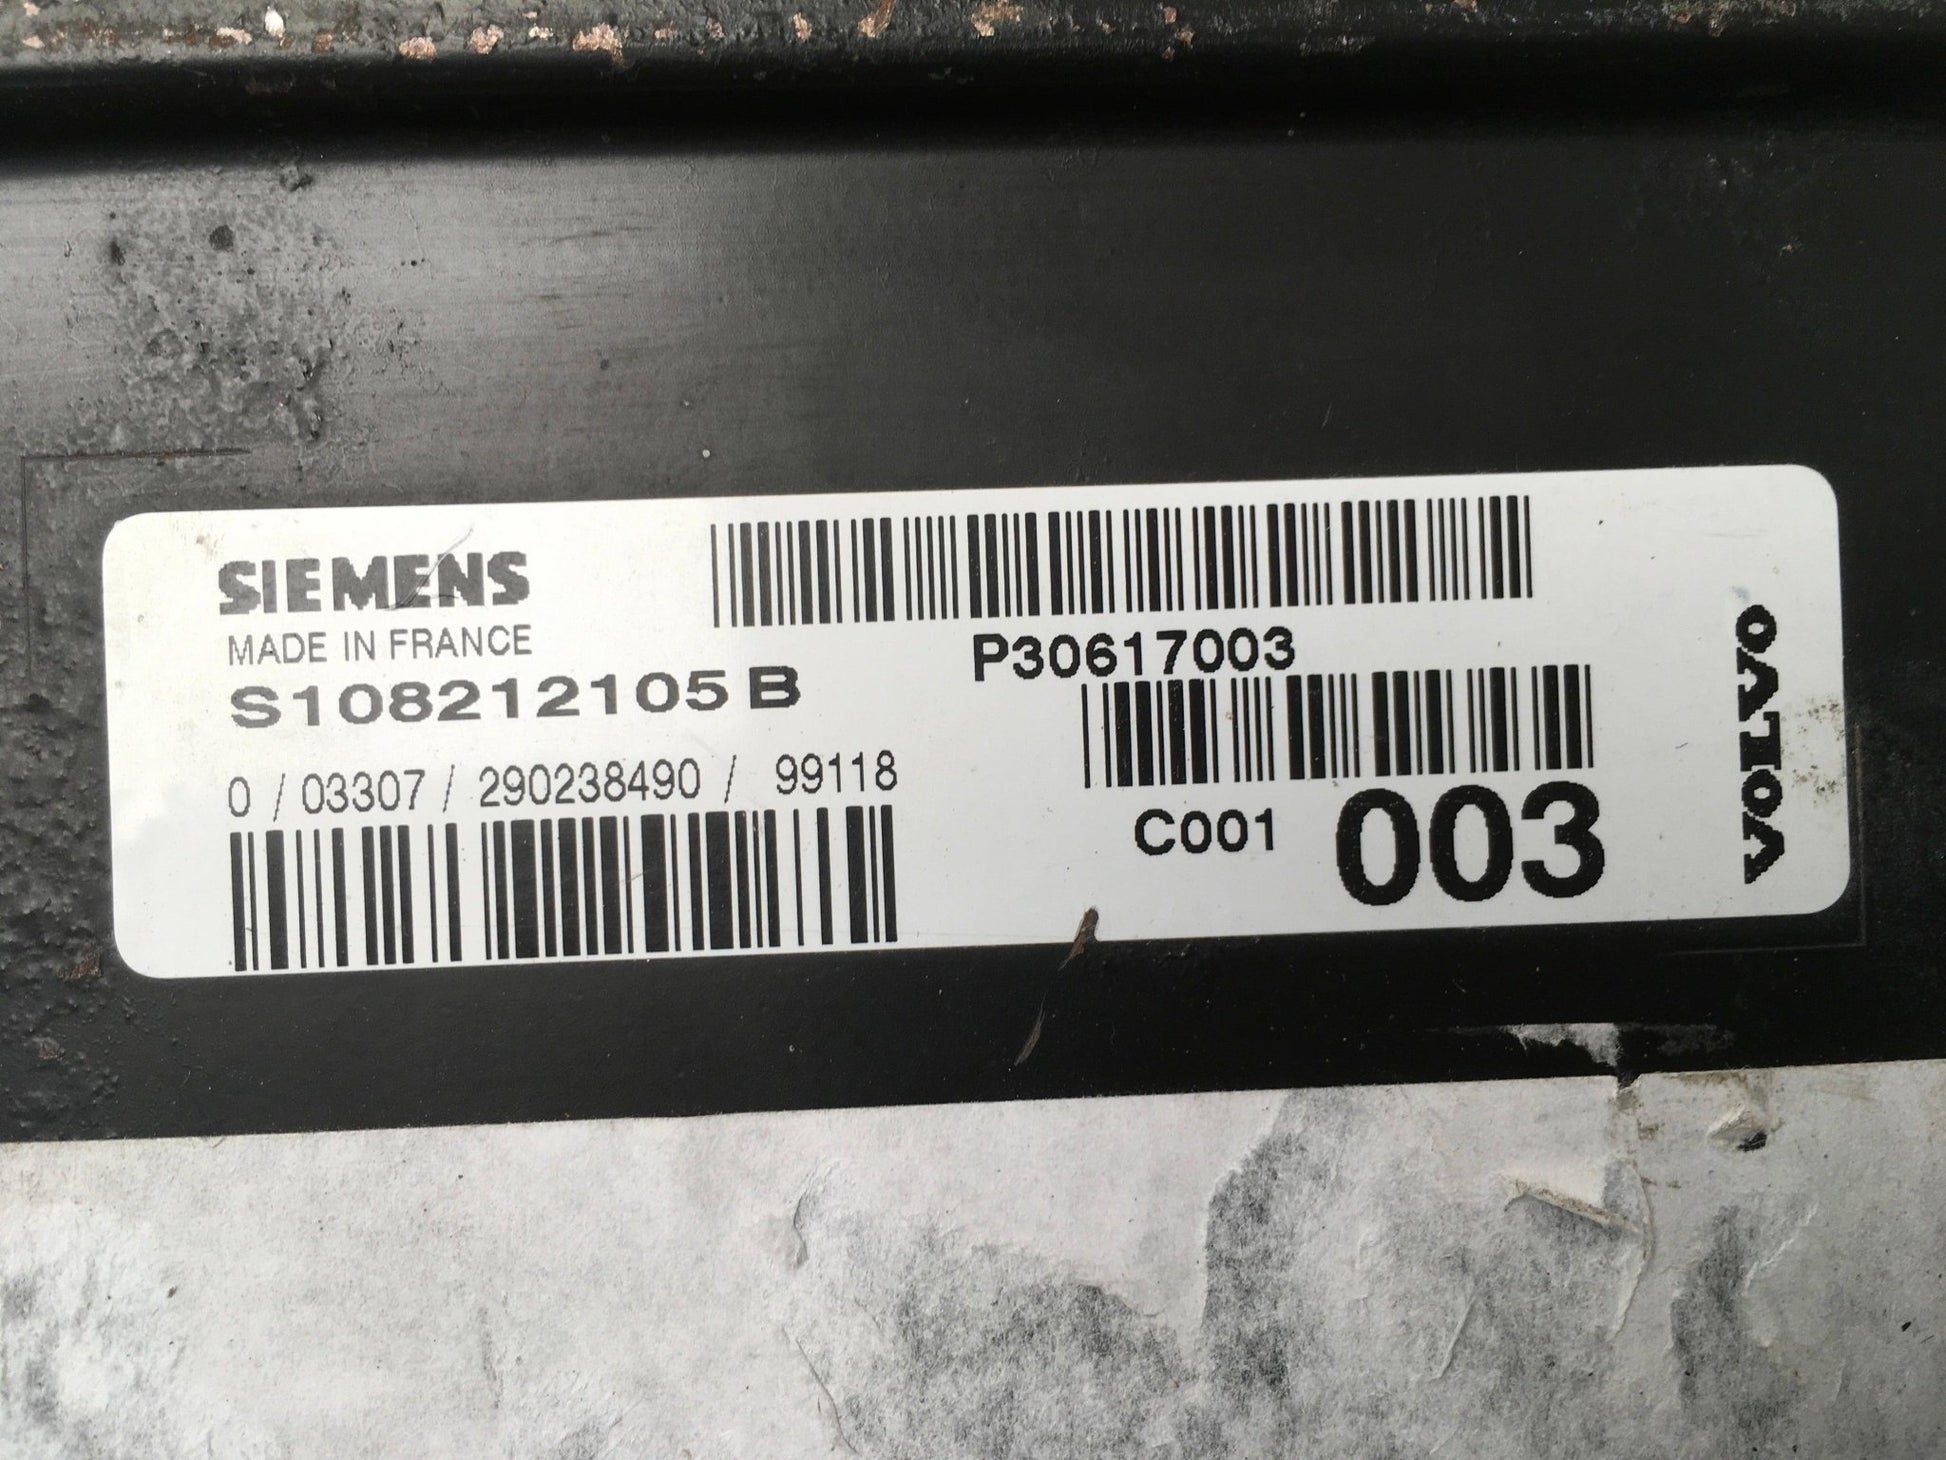 SIEMENS
MADE IN FRANCE
S108212105 B
0 / 03307 / 290238490 / 99118
P30617003
C001 003
VOLVO